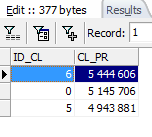 Edit :: 377 bytes Results
Record: 1
ID_CL CL_PR
6 5 444 606
0 5 145 706
5 4 943 881